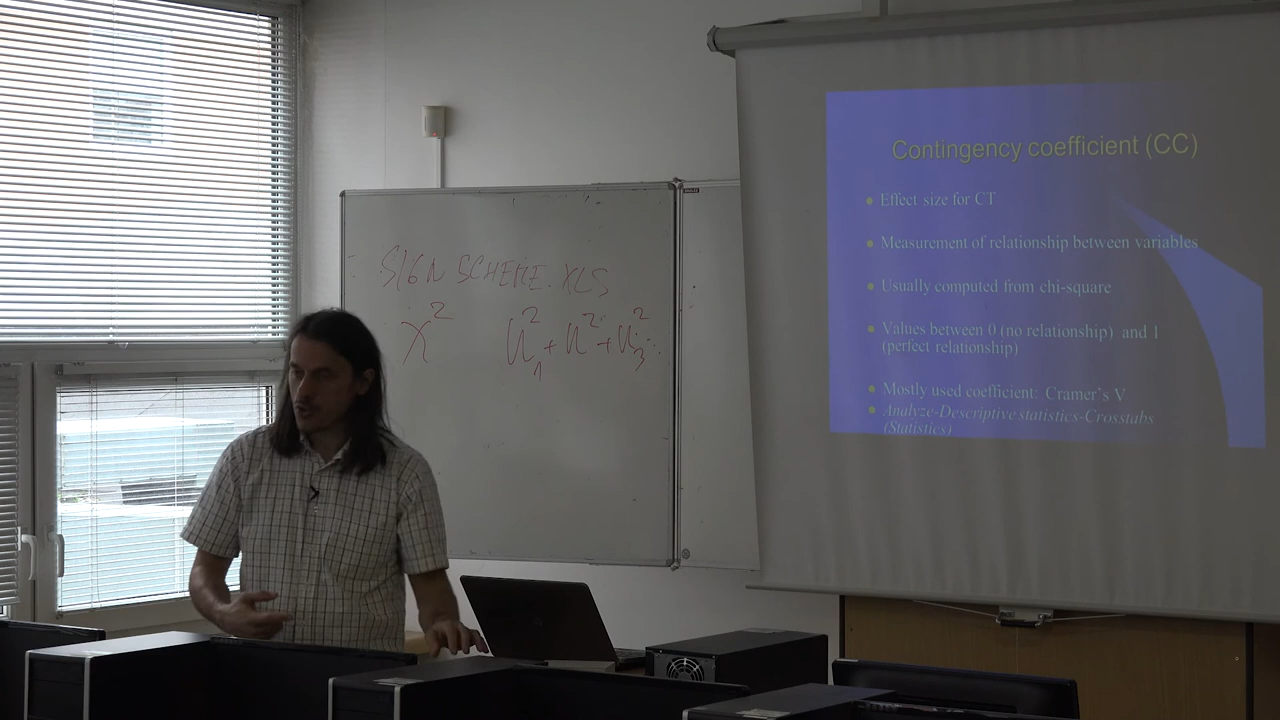 SIGN SCHEME.XLS
χ² u₁² + u² + u₃² ...
Contingency coefficient (CC)
• Effect size for CT
• Measurement of relationship between variables
• Usually computed from chi-square
• Values between 0 (no relationship) and 1
(perfect relationship)
• Mostly used coefficient: Cramer's V
• Analyze-Descriptive statistics-Crosstabs
(Statistics)